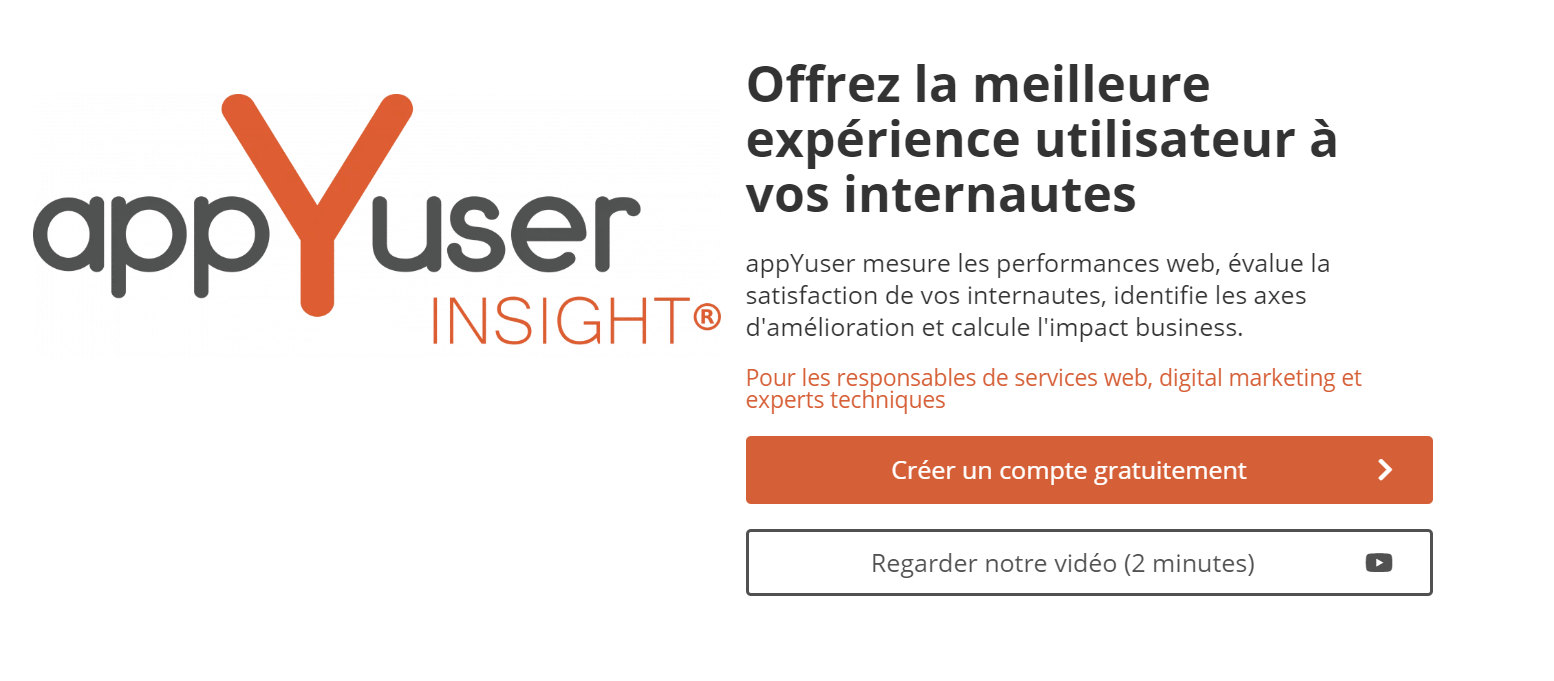 appYuser
INSIGHT®
Offrez la meilleure
expérience utilisateur à
vos internautes
appYuser mesure les performances web, évalue la
satisfaction de vos internautes, identifie les axes
d'amélioration et calcule l'impact business.
Pour les responsables de services web, digital marketing et
experts techniques
Créer un compte gratuitement
Regarder notre vidéo (2 minutes)